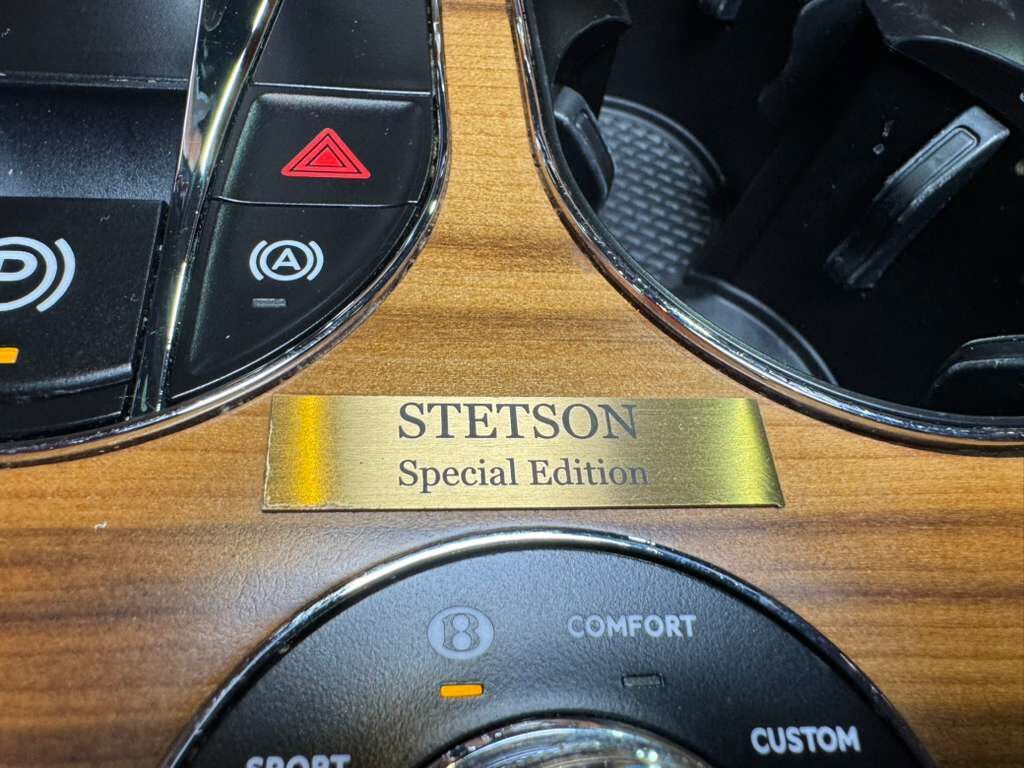 P
A
STETSON
Special Edition
B
COMFORT
SPORT
CUSTOM